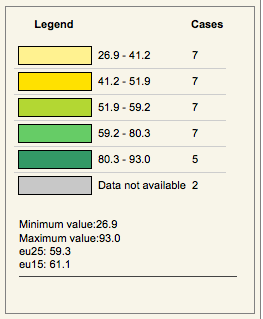 Legend Cases
26.9 - 41.2 7
41.2 - 51.9 7
51.9 - 59.2 7
59.2 - 80.3 7
80.3 - 93.0 5
Data not available 2
Minimum value:26.9
Maximum value:93.0
eu25: 59.3
eu15: 61.1